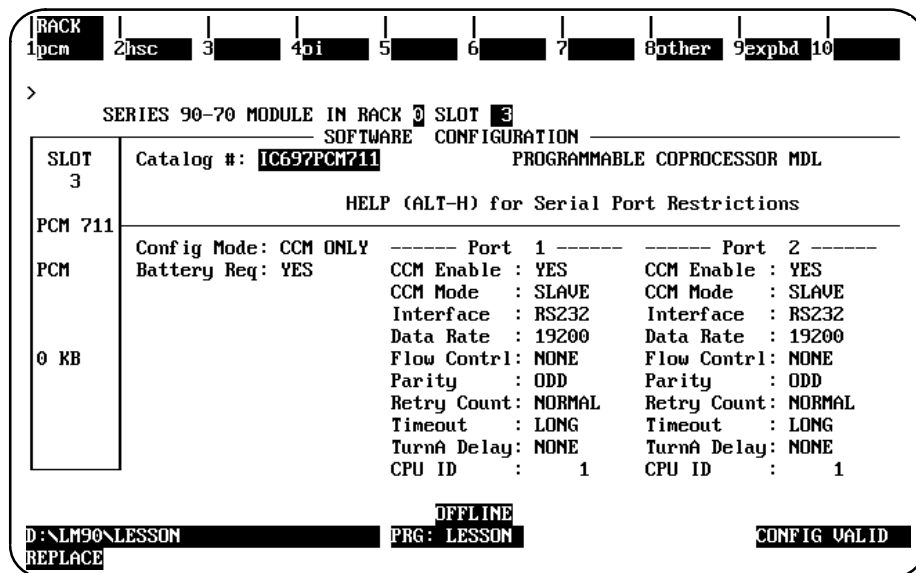 RACK
1pcm 2hsc 3 4oi 5 6 7 8other 9expbd 10
>
SERIES 90-70 MODULE IN RACK 0 SLOT 3
SOFTWARE CONFIGURATION
SLOT Catalog #: IC697PCM711 PROGRAMMABLE COPROCESSOR MDL
3
HELP (ALT-H) for Serial Port Restrictions
PCM 711
Config Mode: CCM ONLY ------ Port 1 ------ ------ Port 2 ------
PCM Battery Req: YES CCM Enable : YES CCM Enable : YES
CCM Mode : SLAVE CCM Mode : SLAVE
Interface : RS232 Interface : RS232
Data Rate : 19200 Data Rate : 19200
0 KB Flow Contrl: NONE Flow Contrl: NONE
Parity : ODD Parity : ODD
Retry Count: NORMAL Retry Count: NORMAL
Timeout : LONG Timeout : LONG
TurnA Delay: NONE TurnA Delay: NONE
CPU ID : 1 CPU ID : 1
OFFLINE
D:\LM90\LESSON PRG: LESSON CONFIG VALID
REPLACE